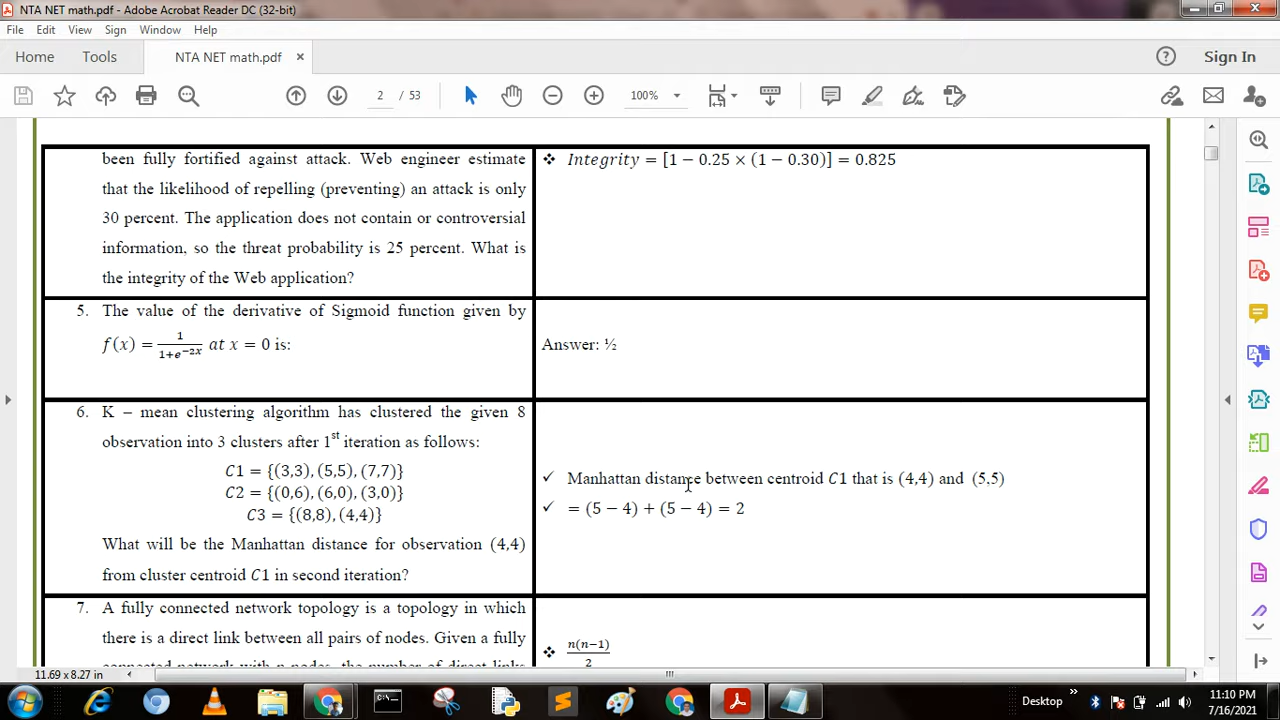 NTA NET math.pdf - Adobe Acrobat Reader DC (32-bit)
File Edit View Sign Window Help
Home Tools NTA NET math.pdf × Sign In
2 / 53 100%
been fully fortified against attack. Web engineer estimate
that the likelihood of repelling (preventing) an attack is only
30 percent. The application does not contain or controversial
information, so the threat probability is 25 percent. What is
the integrity of the Web application?
❖ Integrity = [1 − 0.25 × (1 − 0.30)] = 0.825
5. The value of the derivative of Sigmoid function given by
f(x) = 1/(1+e^−2x) at x = 0 is:
Answer: ½
6. K – mean clustering algorithm has clustered the given 8
observation into 3 clusters after 1st iteration as follows:
C1 = {(3,3), (5,5), (7,7)}
C2 = {(0,6), (6,0), (3,0)}
C3 = {(8,8), (4,4)}
What will be the Manhattan distance for observation (4,4)
from cluster centroid C1 in second iteration?
✓ Manhattan distance between centroid C1 that is (4,4) and (5,5)
✓ = (5 − 4) + (5 − 4) = 2
7. A fully connected network topology is a topology in which
there is a direct link between all pairs of nodes. Given a fully
connected network with n nodes, the number of direct links
❖ n(n−1)/2
11.69 x 8.27 in
Desktop » 11:10 PM
7/16/2021